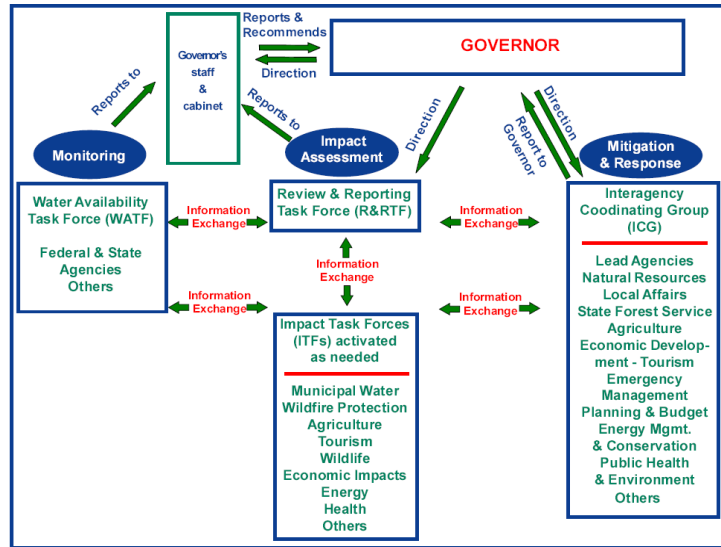 Reports &
Recommends
Direction
Governor's
staff
&
cabinet
GOVERNOR
Reports to
Reports to
Direction
Report to
Governor
Direction
Monitoring
Impact
Assessment
Mitigation
& Response
Water Availability
Task Force (WATF)
Federal & State
Agencies
Others
Information
Exchange
Review & Reporting
Task Force (R&RTF)
Information
Exchange
Interagency
Coodinating Group
(ICG)
Lead Agencies
Natural Resources
Local Affairs
State Forest Service
Agriculture
Economic Develop-
ment - Tourism
Emergency
Management
Planning & Budget
Energy Mgmt.
& Conservation
Public Health
& Environment
Others
Information
Exchange
Information
Exchange
Information
Exchange
Impact Task Forces
(ITFs) activated
as needed
Municipal Water
Wildfire Protection
Agriculture
Tourism
Wildlife
Economic Impacts
Energy
Health
Others